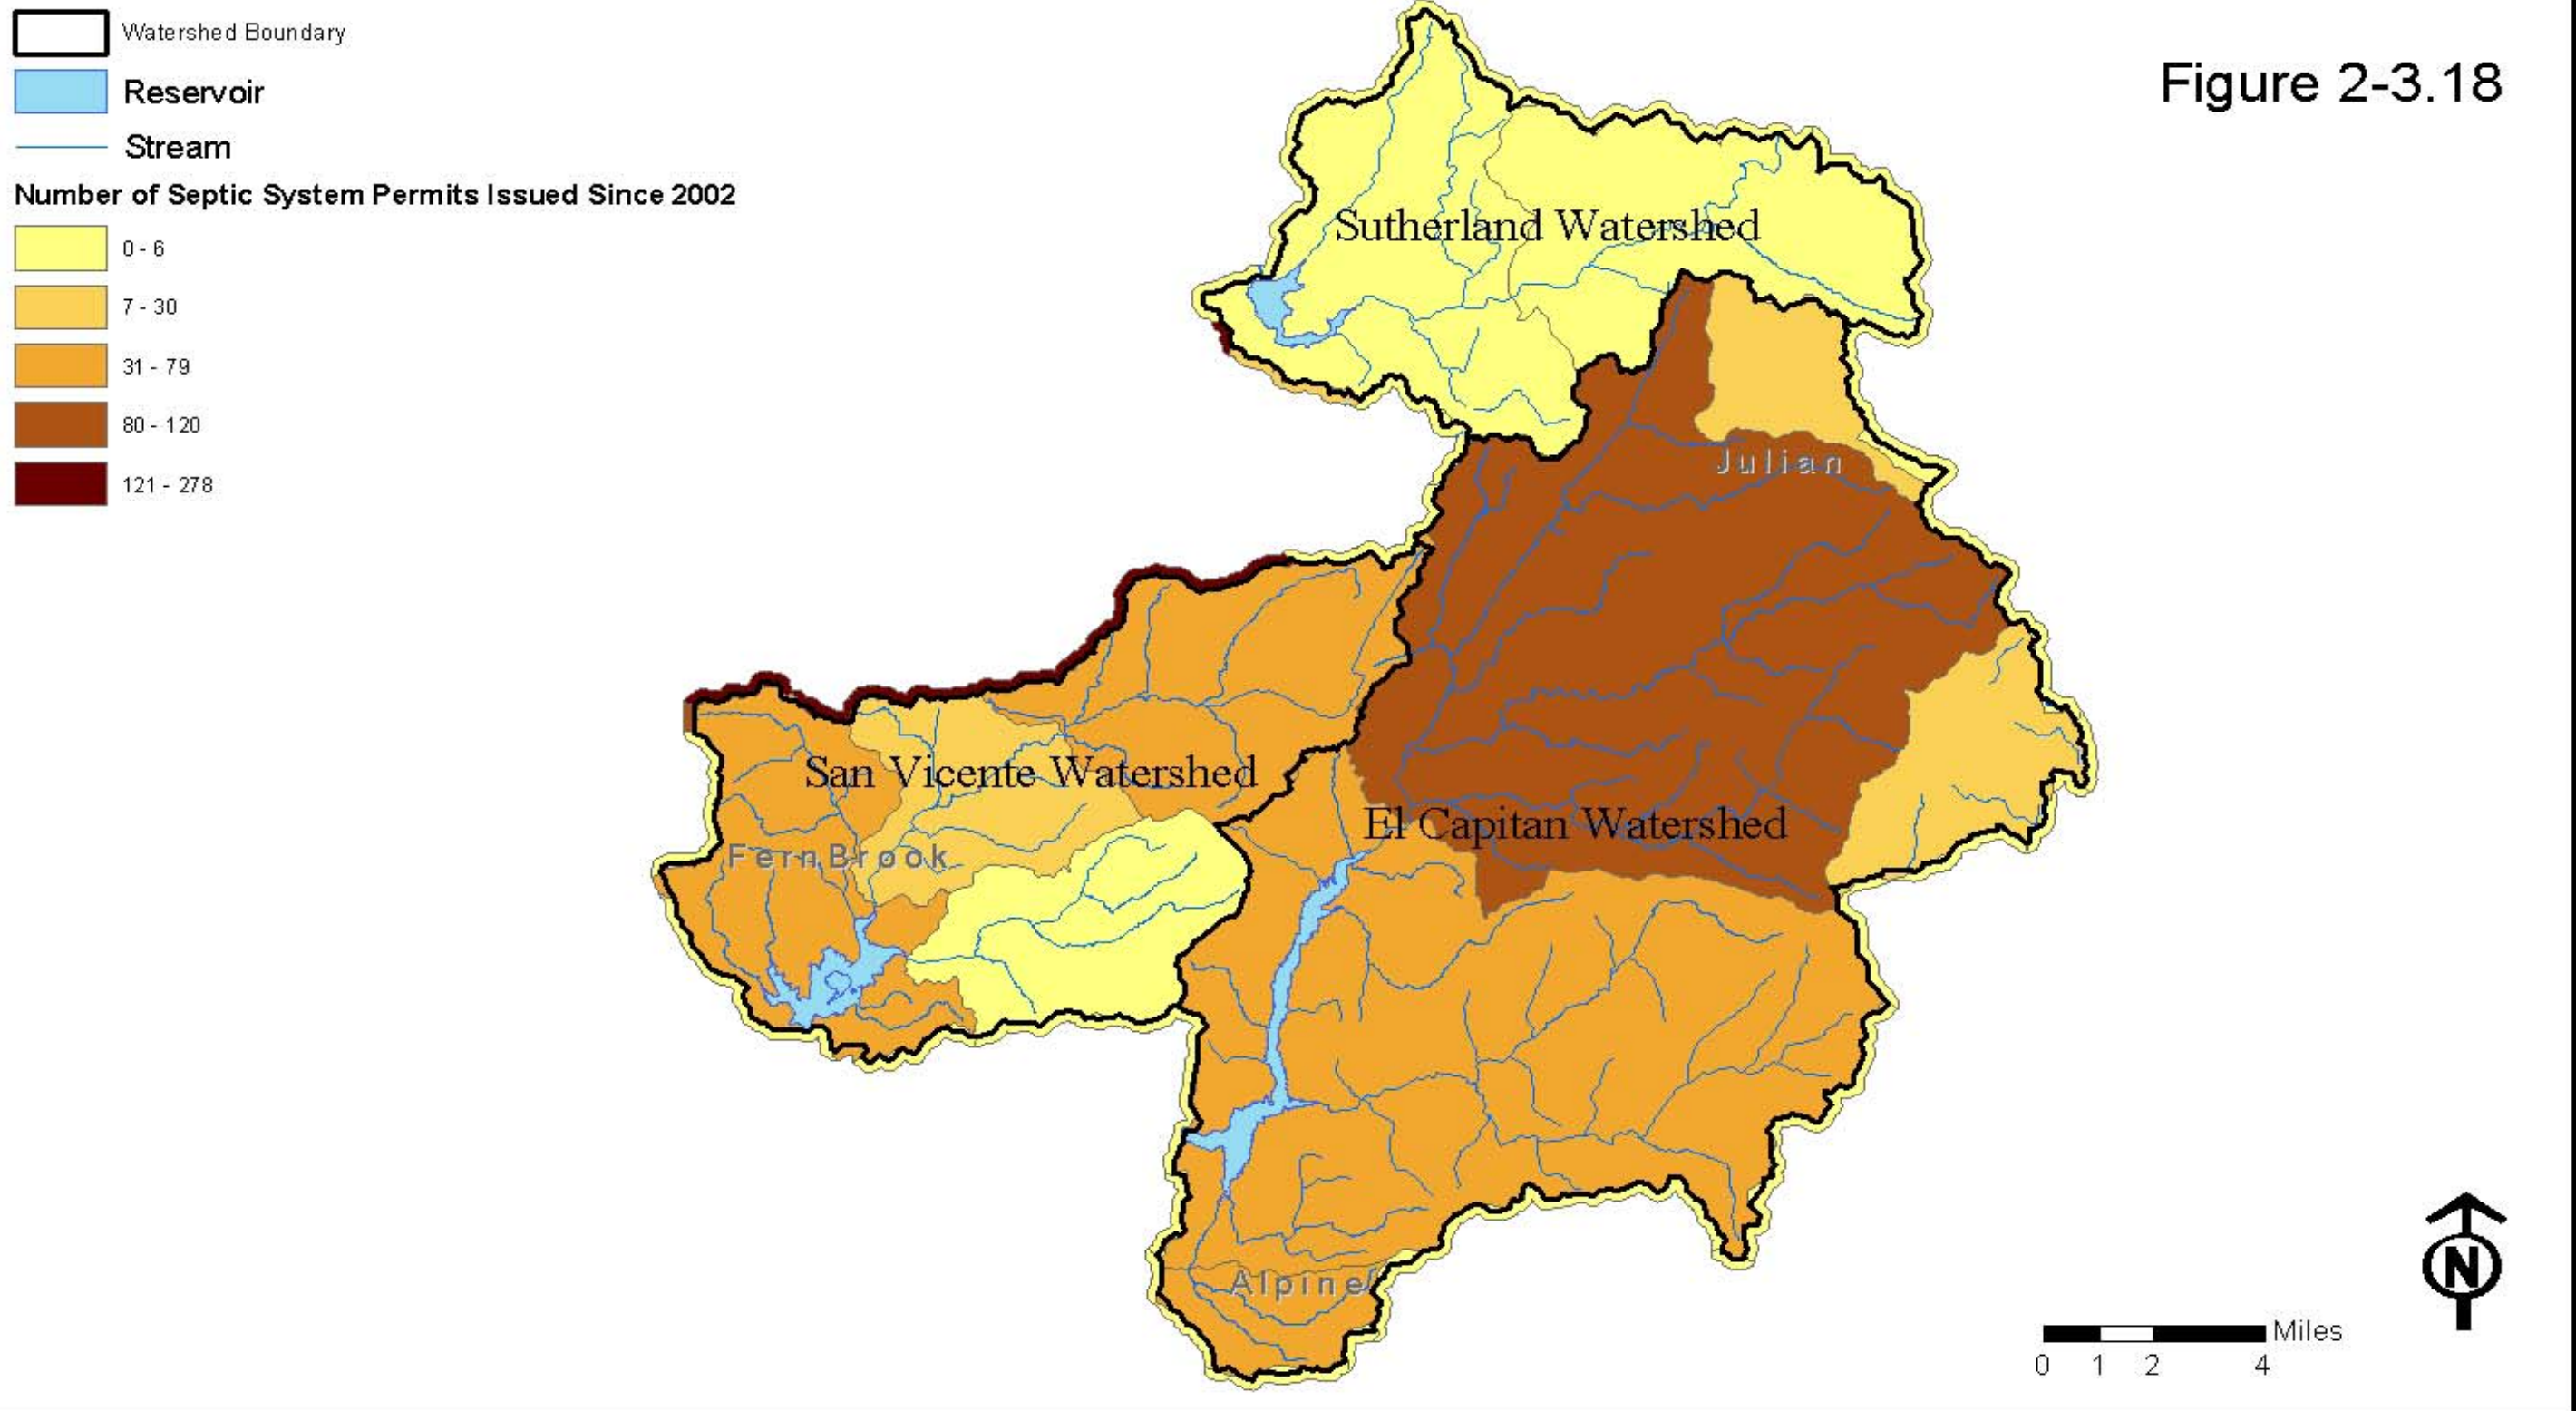 Watershed Boundary
Reservoir
Stream
Number of Septic System Permits Issued Since 2002
0 - 6
7 - 30
31 - 79
80 - 120
121 - 278
Figure 2-3.18
Sutherland Watershed
Julian
San Vicente Watershed
El Capitan Watershed
FernBrook
Alpine
N
Miles
0 1 2 4